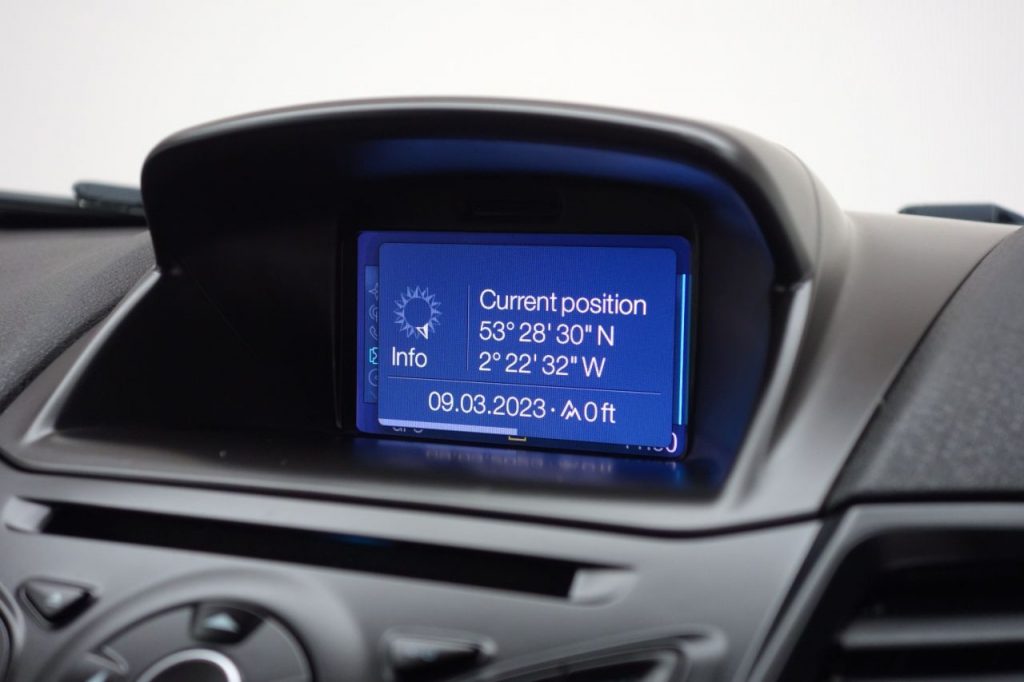 Current position
53° 28' 30" N
2° 22' 32" W
Info
09.03.2023 · 0 ft